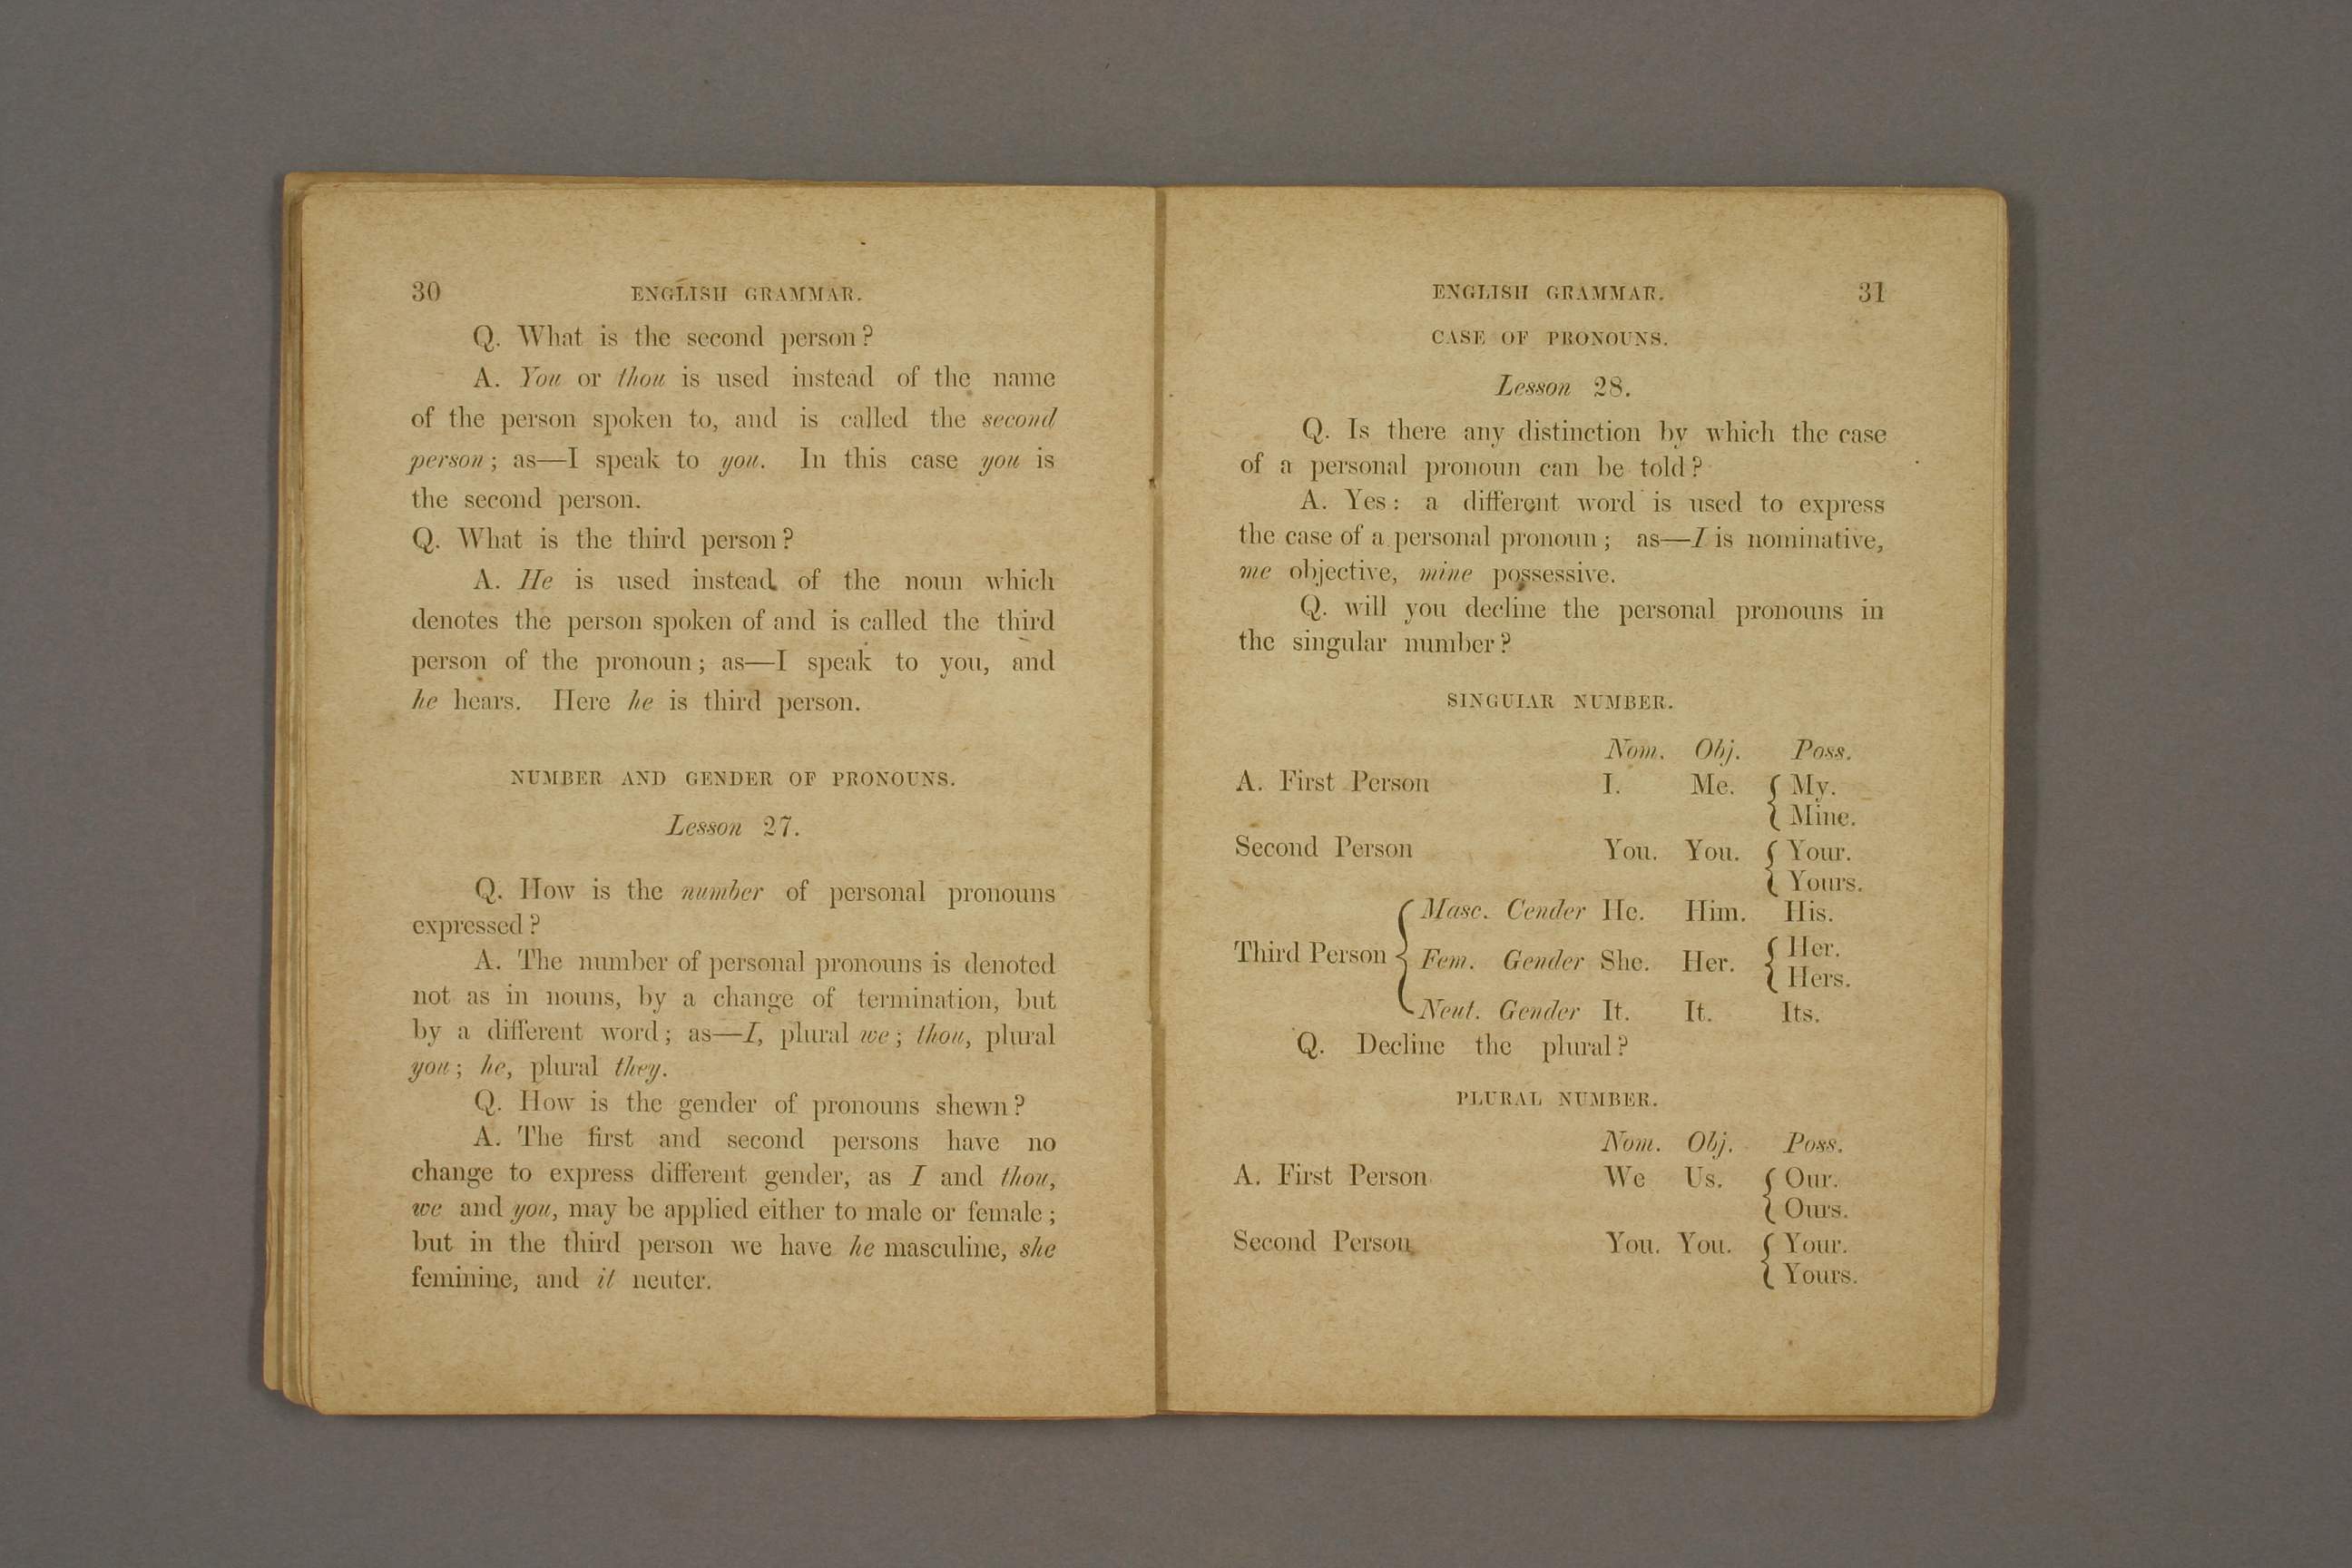 30 ENGLISH GRAMMAR.
Q. What is the second person?
A. You or thou is used instead of the name
of the person spoken to, and is called the second
person; as—I speak to you. In this case you is
the second person.
Q. What is the third person?
A. He is used instead of the noun which
denotes the person spoken of and is called the third
person of the pronoun; as—I speak to you, and
he hears. Here he is third person.
NUMBER AND GENDER OF PRONOUNS.
Lesson 27.
Q. How is the number of personal pronouns
expressed?
A. The number of personal pronouns is denoted
not as in nouns, by a change of termination, but
by a different word; as—I, plural we; thou, plural
you; he, plural they.
Q. How is the gender of pronouns shewn?
A. The first and second persons have no
change to express different gender, as I and thou,
we and you, may be applied either to male or female;
but in the third person we have he masculine, she
feminine, and it neuter.
ENGLISH GRAMMAR. 31
CASE OF PRONOUNS.
Lesson 28.
Q. Is there any distinction by which the case
of a personal pronoun can be told?
A. Yes: a different word is used to express
the case of a personal pronoun; as—I is nominative,
me objective, mine possessive.
Q. will you decline the personal pronouns in
the singular number?
SINGUIAR NUMBER.
Nom. Obj. Poss.
A. First Person I. Me. { My.
Mine.
Second Person You. You. { Your.
Yours.
Masc. Cender He. Him. His.
Third Person { Fem. Gender She. Her. { Her.
Hers.
Neut. Gender It. It. Its.
Q. Decline the plural?
PLURAL NUMBER.
Nom. Obj. Poss.
A. First Person We Us. { Our.
Ours.
Second Person You. You. { Your.
Yours.